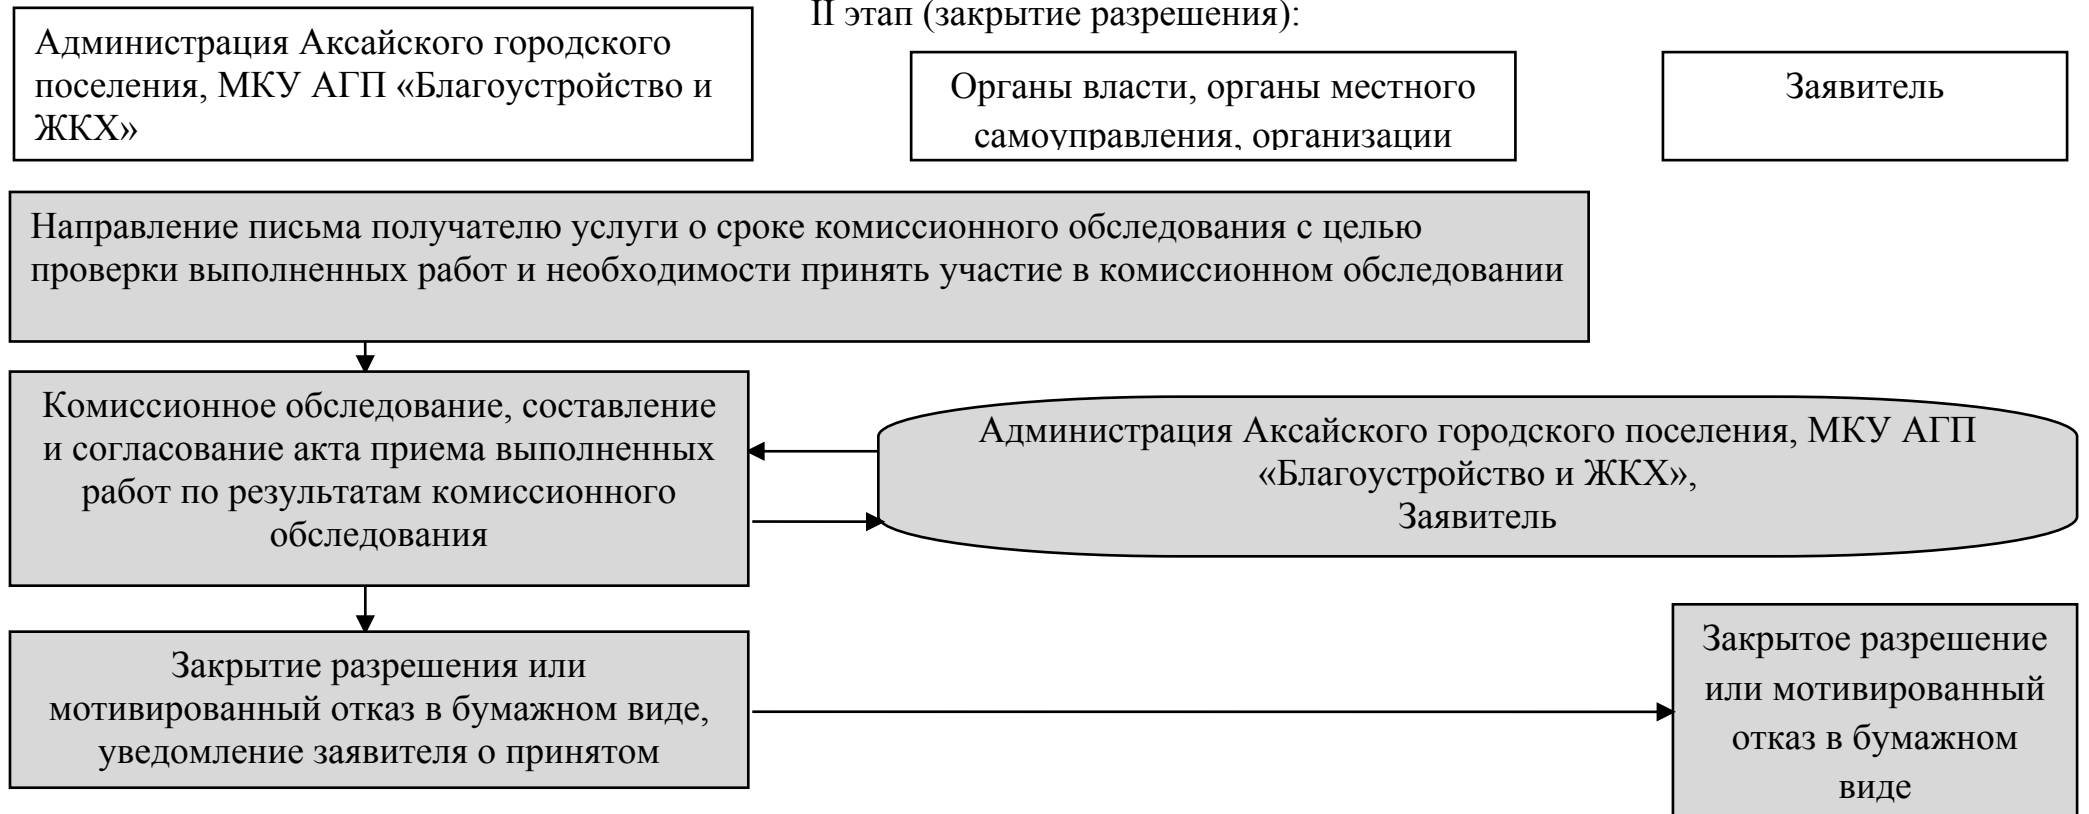 II этап (закрытие разрешения):
Администрация Аксайского городского
поселения, МКУ АГП «Благоустройство и
ЖКХ»
Органы власти, органы местного
самоуправления, организации
Заявитель
Направление письма получателю услуги о сроке комиссионного обследования с целью
проверки выполненных работ и необходимости принять участие в комиссионном обследовании
Комиссионное обследование, составление
и согласование акта приема выполненных
работ по результатам комиссионного
обследования
Администрация Аксайского городского поселения, МКУ АГП
«Благоустройство и ЖКХ»,
Заявитель
Закрытие разрешения или
мотивированный отказ в бумажном виде,
уведомление заявителя о принятом
Закрытое разрешение
или мотивированный
отказ в бумажном
виде